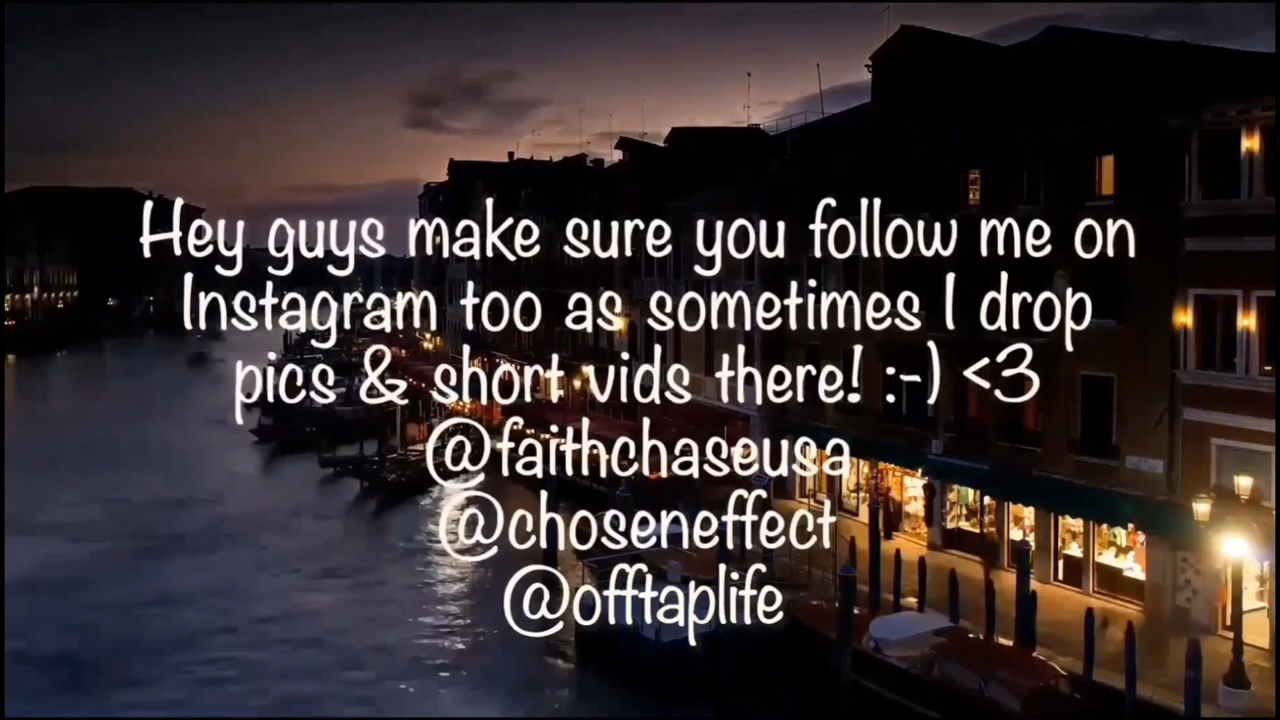 Hey guys make sure you follow me on
Instagram too as sometimes I drop
pics & short vids there! :-) <3
@faithchaseusa
@choseneffect
@offtaplife